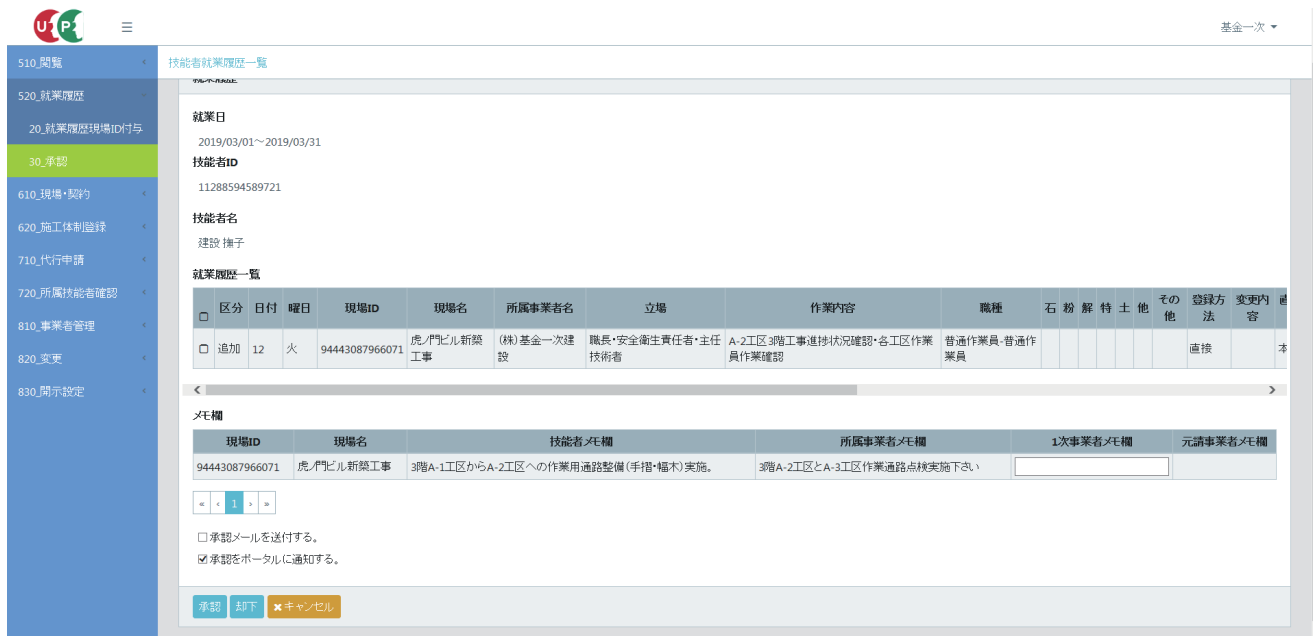 UP
☰
基金一次
510_閲覧
520_就業履歴
20_就業履歴現場ID付与
30_承認
610_現場・契約
620_施工体制登録
710_代行申請
720_所属技能者確認
810_事業者管理
820_変更
830_開示設定
技能者就業履歴一覧
就業履歴
就業日
2019/03/01～2019/03/31
技能者ID
11288594589721
技能者名
建設 撫子
就業履歴一覧
区分 日付 曜日 現場ID 現場名 所属事業者名 立場 作業内容 職種 石 粉 解 特 土 他 その他 登録方法 変更内容 直
追加 12 火 94443087966071 虎ノ門ビル新築工事 (株)基金一次建設 職長・安全衛生責任者・主任技術者 A-2工区3階工事進捗状況確認・各工区作業員作業確認 普通作業員-普通作業員 直接 本
メモ欄
現場ID 現場名 技能者メモ欄 所属事業者メモ欄 1次事業者メモ欄 元請事業者メモ欄
94443087966071 虎ノ門ビル新築工事 3階A-1工区からA-2工区への作業用通路整備(手摺・幅木)実施。 3階A-2工区とA-3工区作業通路点検実施下さい
« ‹ 1 › »
承認メールを送付する。
承認をポータルに通知する。
承認 却下 ✖キャンセル